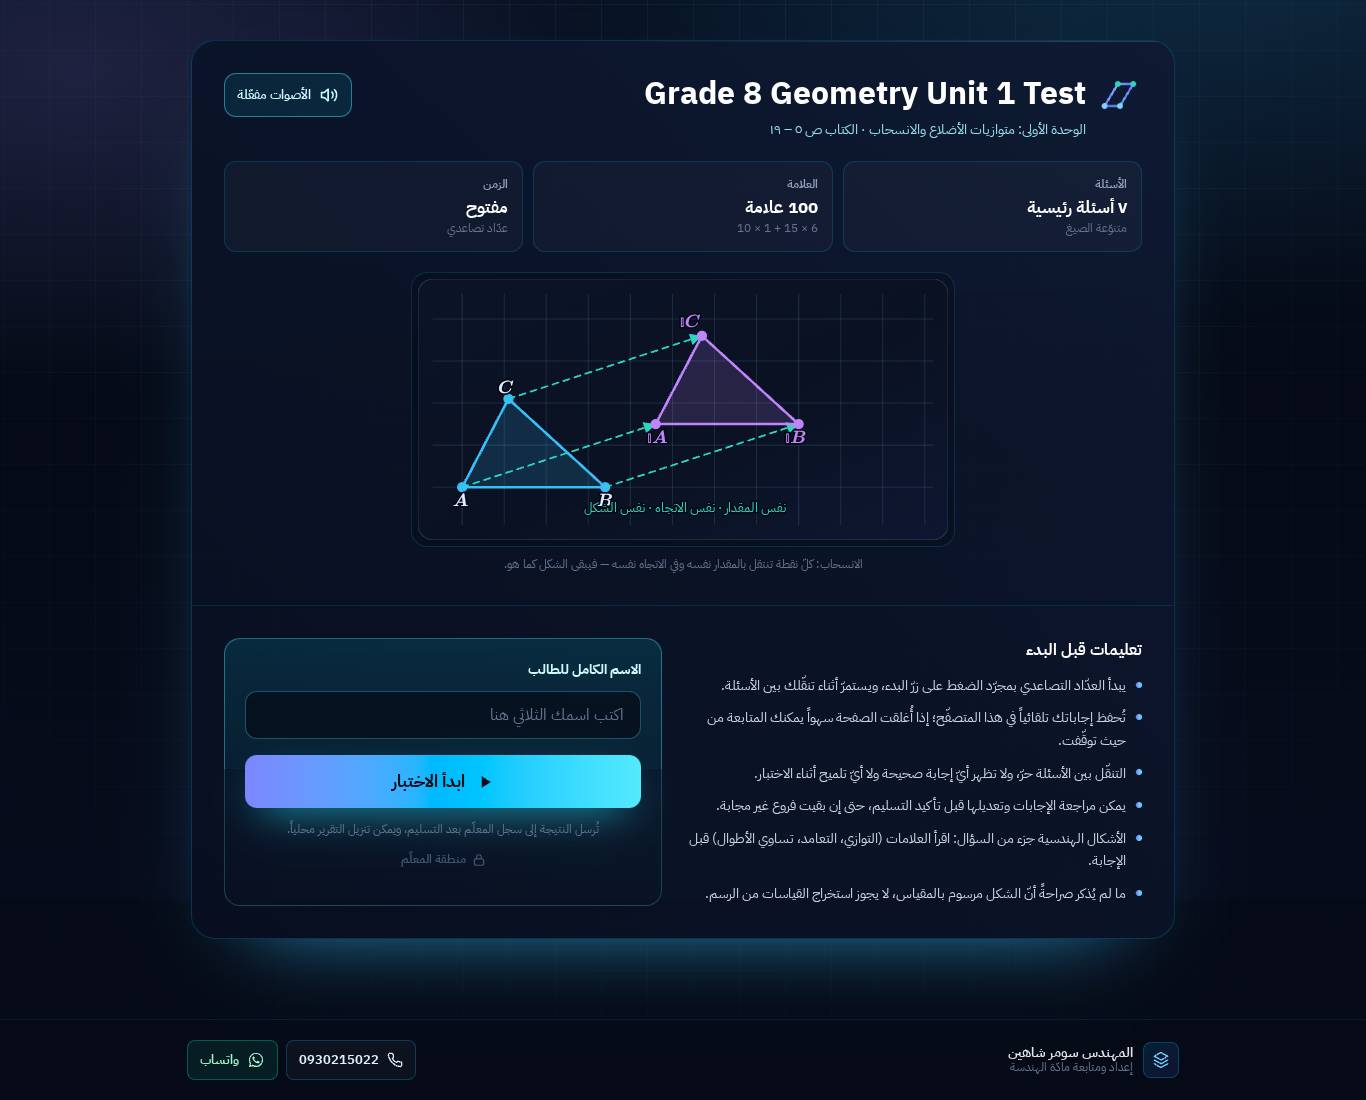 Grade 8 Geometry Unit 1 Test
الوحدة الأولى: متوازيات الأضلاع والانسحاب · الكتاب ص ٥ – ١٩
الأصوات مفعّلة
الأسئلة
٧ أسئلة رئيسية
متنوّعة الصيغ
العلامة
100 علامة
6 × 15 + 1 × 10
الزمن
مفتوح
عدّاد تصاعدي
C
C
A
B
A
B
نفس المقدار · نفس الاتجاه · نفس الشكل
الانسحاب: كلّ نقطة تنتقل بالمقدار نفسه وفي الاتجاه نفسه — فيبقى الشكل كما هو.
تعليمات قبل البدء
يبدأ العدّاد التصاعدي بمجرّد الضغط على زرّ البدء، ويستمرّ أثناء تنقّلك بين الأسئلة.
تُحفظ إجاباتك تلقائياً في هذا المتصفّح؛ إذا أُغلقت الصفحة سهواً يمكنك المتابعة من
حيث توقّفت.
التنقّل بين الأسئلة حرّ، ولا تظهر أيّ إجابة صحيحة ولا أيّ تلميح أثناء الاختبار.
يمكن مراجعة الإجابات وتعديلها قبل تأكيد التسليم، حتى إن بقيت فروع غير مجابة.
الأشكال الهندسية جزء من السؤال: اقرأ العلامات (التوازي، التعامد، تساوي الأطوال) قبل
الإجابة.
ما لم يُذكر صراحةً أنّ الشكل مرسوم بالمقياس، لا يجوز استخراج القياسات من الرسم.
الاسم الكامل للطالب
اكتب اسمك الثلاثي هنا
ابدأ الاختبار
تُرسل النتيجة إلى سجل المعلّم بعد التسليم، ويمكن تنزيل التقرير محلياً.
منطقة المعلّم
المهندس سومر شاهين
إعداد ومتابعة مادّة الهندسة
0930215022
واتساب